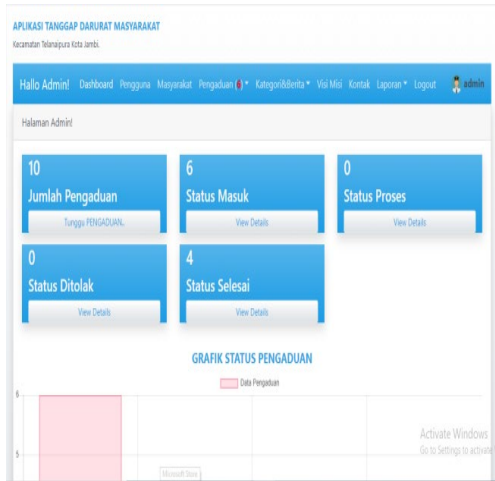 APLIKASI TANGGAP DARURAT MASYARAKAT
Kecamatan Telanaipura Kota Jambi.
Hallo Admin! Dashboard Pengguna Masyarakat Pengaduan Kategori&Berita Visi Misi Kontak Laporan Logout admin
Halaman Admin!
10
Jumlah Pengaduan
Tunggu PENGADUAN..
6
Status Masuk
View Details
0
Status Proses
View Details
0
Status Ditolak
View Details
4
Status Selesai
View Details
GRAFIK STATUS PENGADUAN
Data Pengaduan
6
5
Activate Windows
Go to Settings to activate
Microsoft Store